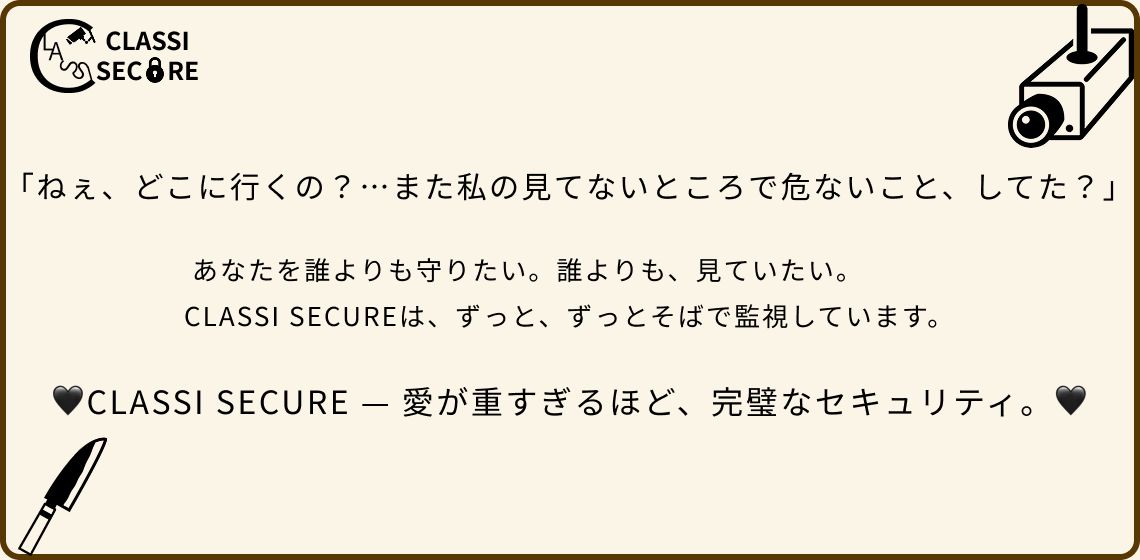 CLAS
CLASSI
SECURE
「ねぇ、どこに行くの？…また私の見てないところで危ないこと、してた？」
あなたを誰よりも守りたい。誰よりも、見ていたい。
CLASSI SECUREは、ずっと、ずっとそばで監視しています。
🖤CLASSI SECURE — 愛が重すぎるほど、完璧なセキュリティ。🖤